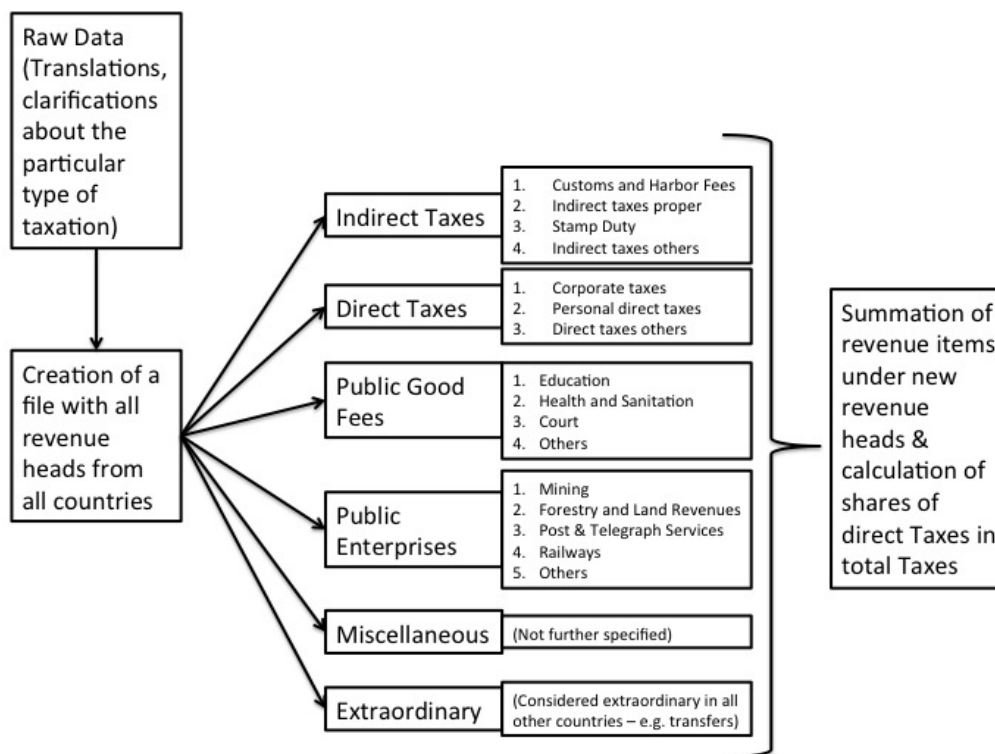 Raw Data
(Translations,
clarifications
about the
particular
type of
taxation)
Creation of a
file with all
revenue
heads from
all countries
Indirect Taxes
1. Customs and Harbor Fees
2. Indirect taxes proper
3. Stamp Duty
4. Indirect taxes others
Direct Taxes
1. Corporate taxes
2. Personal direct taxes
3. Direct taxes others
Public Good
Fees
1. Education
2. Health and Sanitation
3. Court
4. Others
Public
Enterprises
1. Mining
2. Forestry and Land Revenues
3. Post & Telegraph Services
4. Railways
5. Others
Miscellaneous
(Not further specified)
Extraordinary
(Considered extraordinary in all
other countries – e.g. transfers)
Summation of
revenue items
under new
revenue
heads &
calculation of
shares of
direct Taxes in
total Taxes